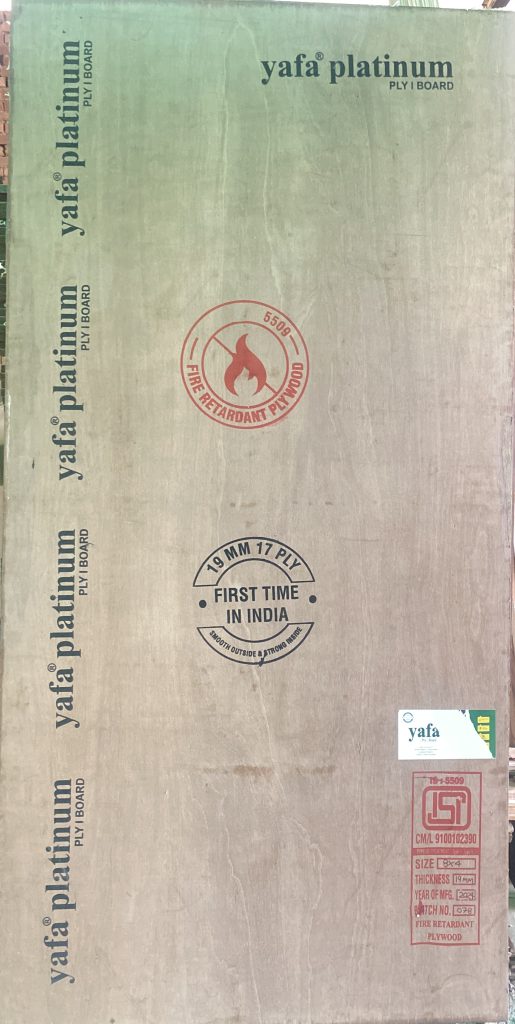 yafa® platinum
PLY I BOARD
yafa® platinum
PLY I BOARD
yafa® platinum
PLY I BOARD
yafa® platinum
PLY I BOARD
yafa® platinum
PLY I BOARD
5509
FIRE RETARDANT PLYWOOD
19 MM 17 PLY
FIRST TIME
IN INDIA
SMOOTH OUTSIDE & STRONG INSIDE
yafa
IS : 5509
ISI
CM/L 9100102390
SIZE 8x4
THICKNESS 19MM
YEAR OF MFG.
BATCH NO. 078
FIRE RETARDANT
PLYWOOD